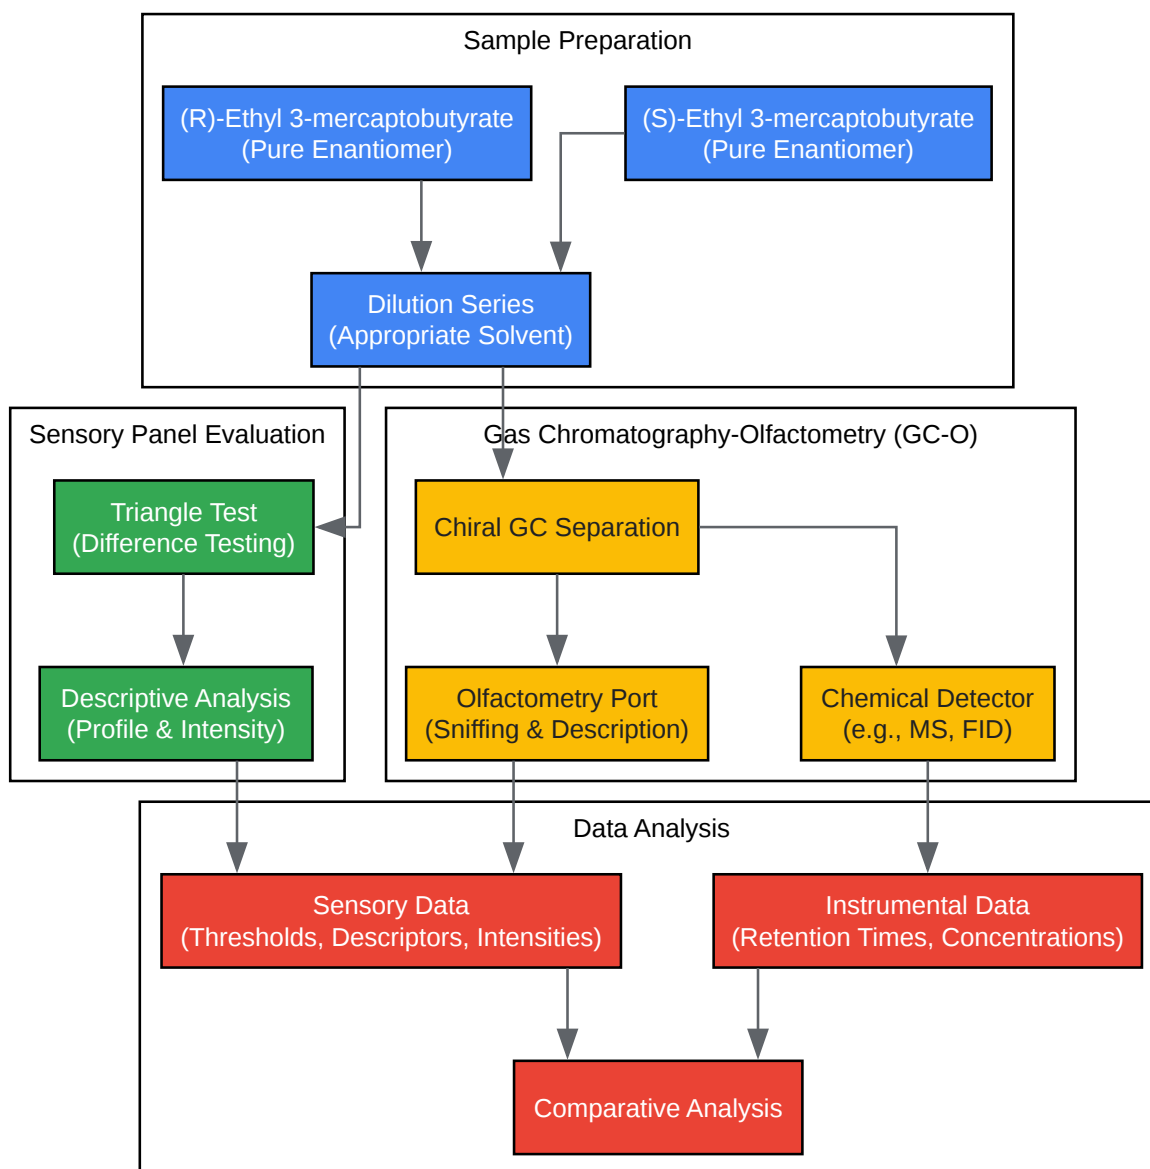 Sample Preparation
(R)-Ethyl 3-mercaptobutyrate
(Pure Enantiomer)
(S)-Ethyl 3-mercaptobutyrate
(Pure Enantiomer)
Dilution Series
(Appropriate Solvent)
Sensory Panel Evaluation
Triangle Test
(Difference Testing)
Descriptive Analysis
(Profile & Intensity)
Gas Chromatography-Olfactometry (GC-O)
Chiral GC Separation
Olfactometry Port
(Sniffing & Description)
Chemical Detector
(e.g., MS, FID)
Data Analysis
Sensory Data
(Thresholds, Descriptors, Intensities)
Instrumental Data
(Retention Times, Concentrations)
Comparative Analysis